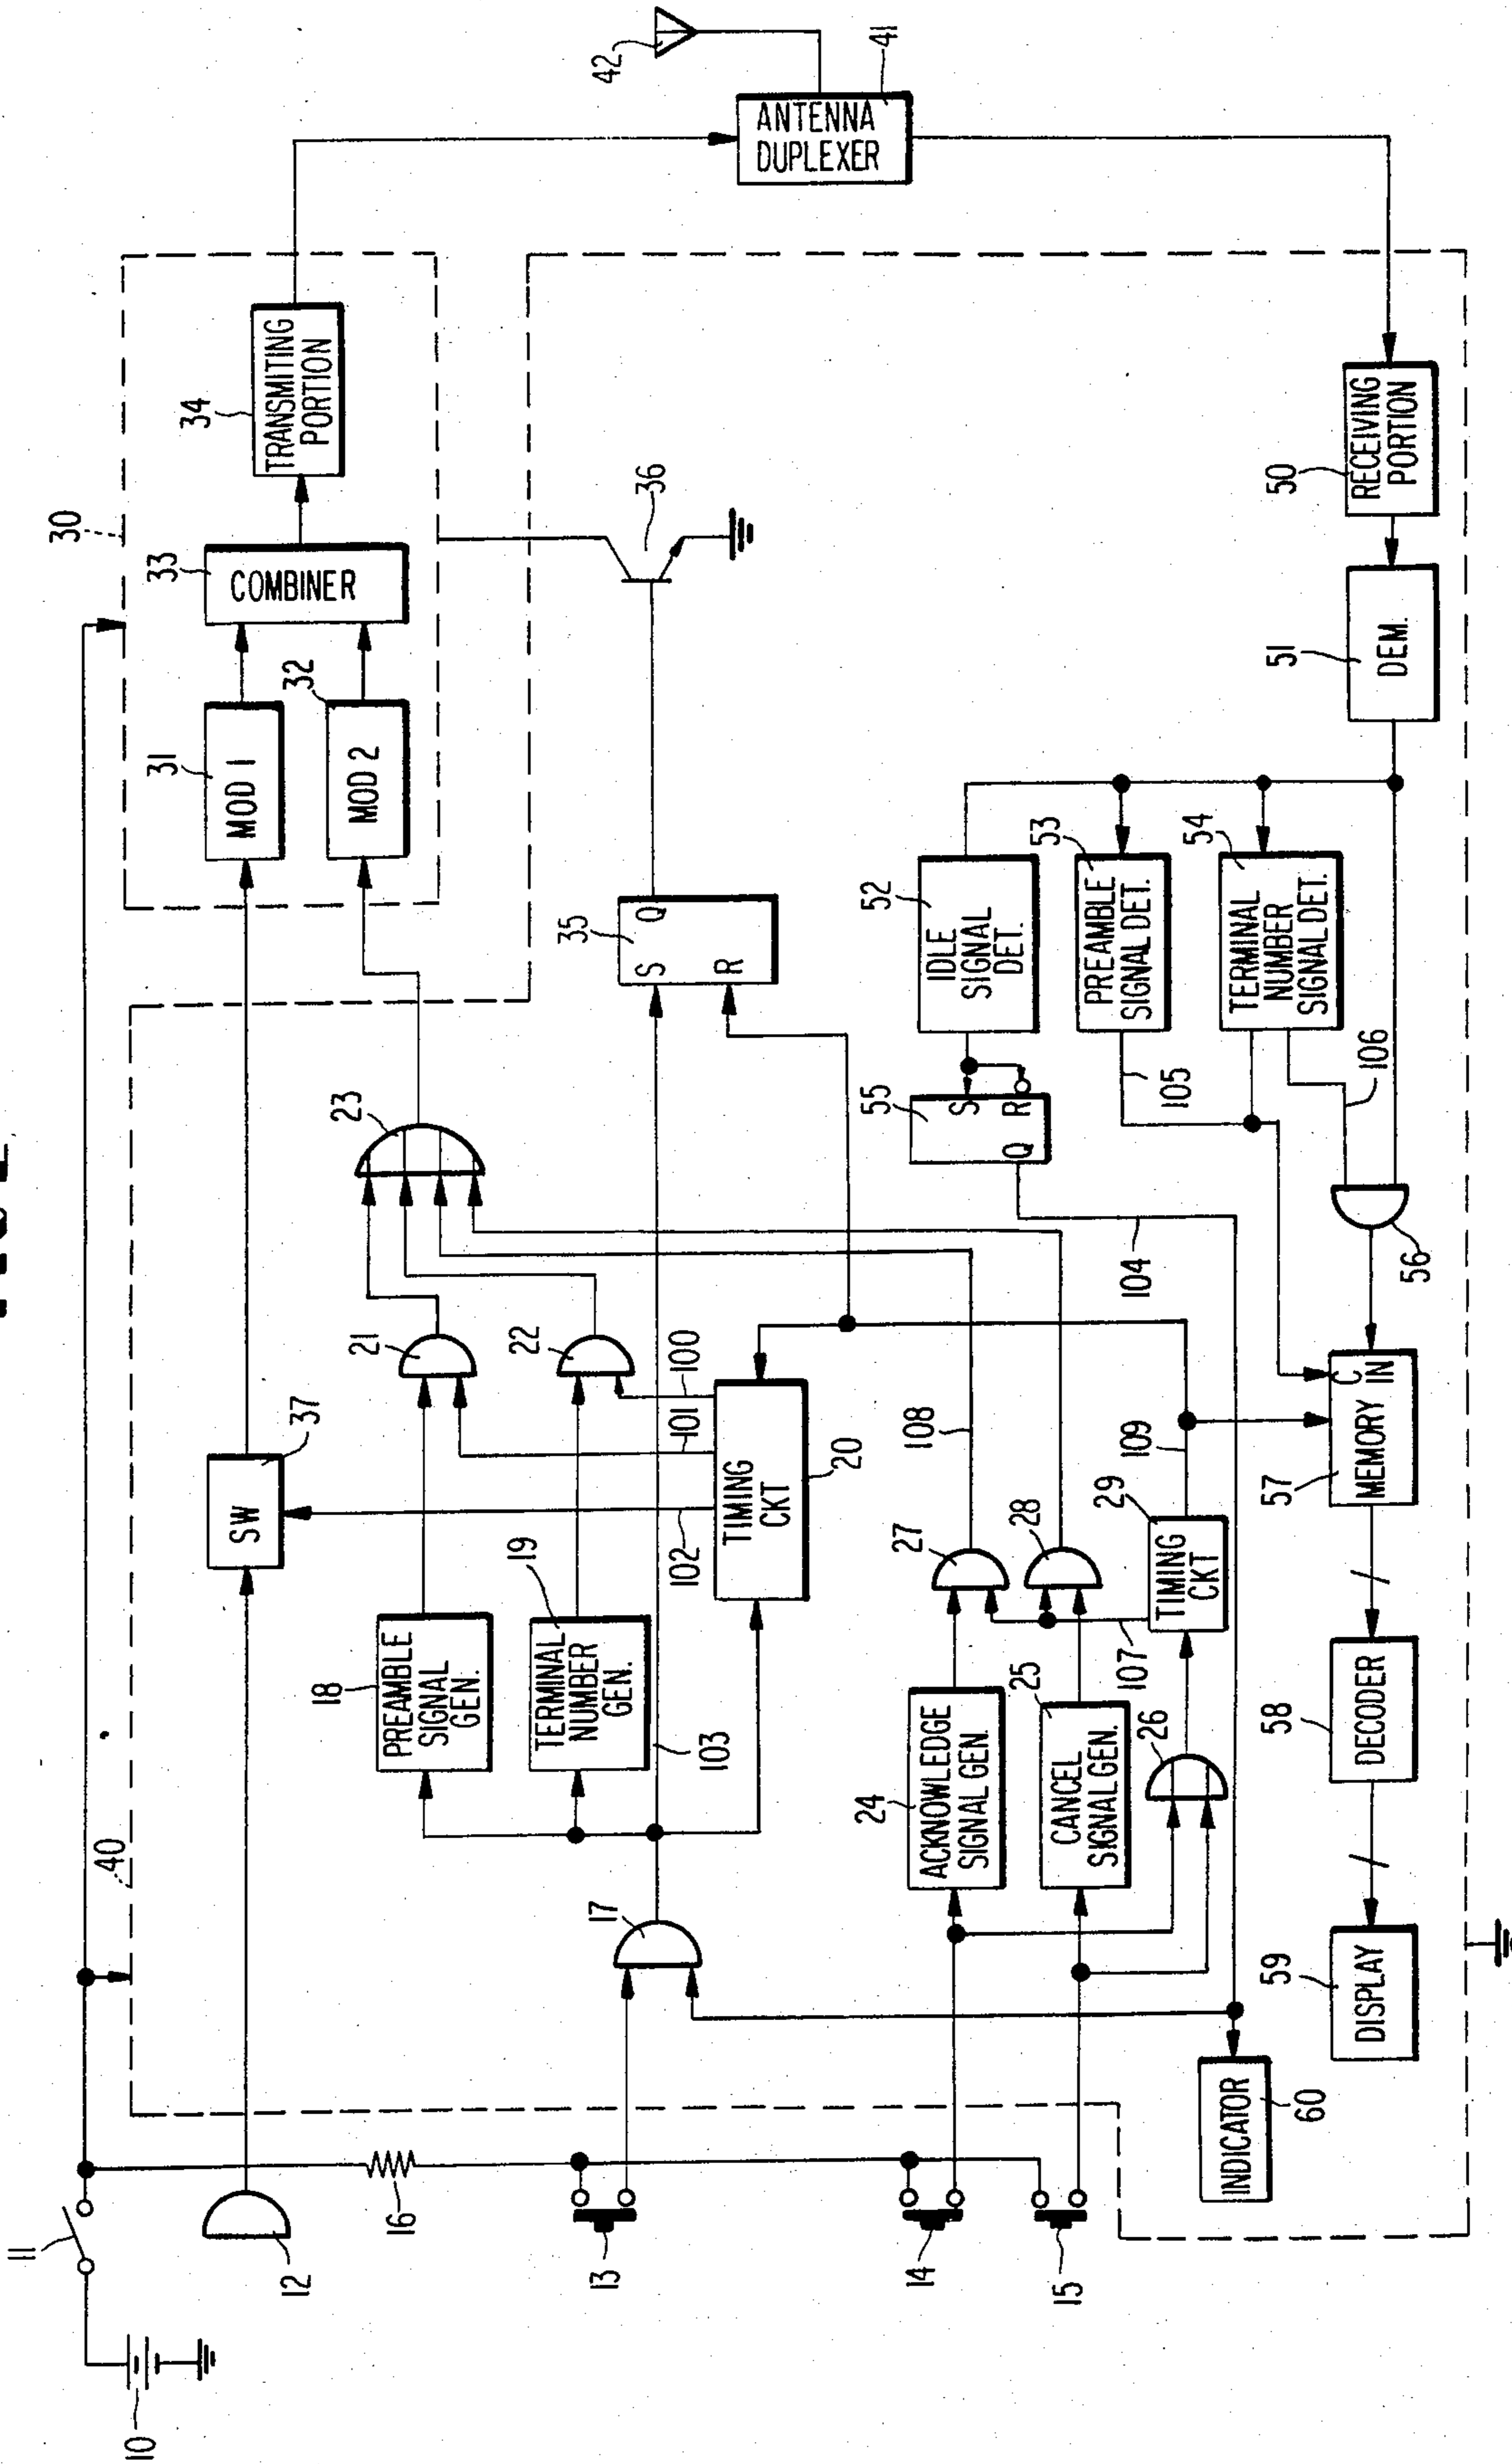 11
10
12
16
13
14
15
40
30
37
SW
31
MOD 1
32
MOD 2
33
COMBINER
34
TRANSMITING
PORTION
42
ANTENNA
DUPLEXER
41
18
PREAMBLE
SIGNAL
GEN.
19
TERMINAL
NUMBER
GEN.
17
103
102
101
100
TIMING
CKT
20
21
22
23
35
S
Q
R
36
24
ACKNOWLEDGE
SIGNAL GEN.
25
CANCEL
SIGNAL GEN.
26
27
28
107
108
TIMING
CKT
29
109
104
55
S
R
Q
52
IDLE
SIGNAL
DET.
53
PREAMBLE
SIGNAL DET.
105
54
TERMINAL
NUMBER
SIGNAL DET.
106
56
51
DEM.
50
RECEIVING
PORTION
INDICATOR
60
59
DISPLAY
58
DECODER
57
MEMORY
C
IN